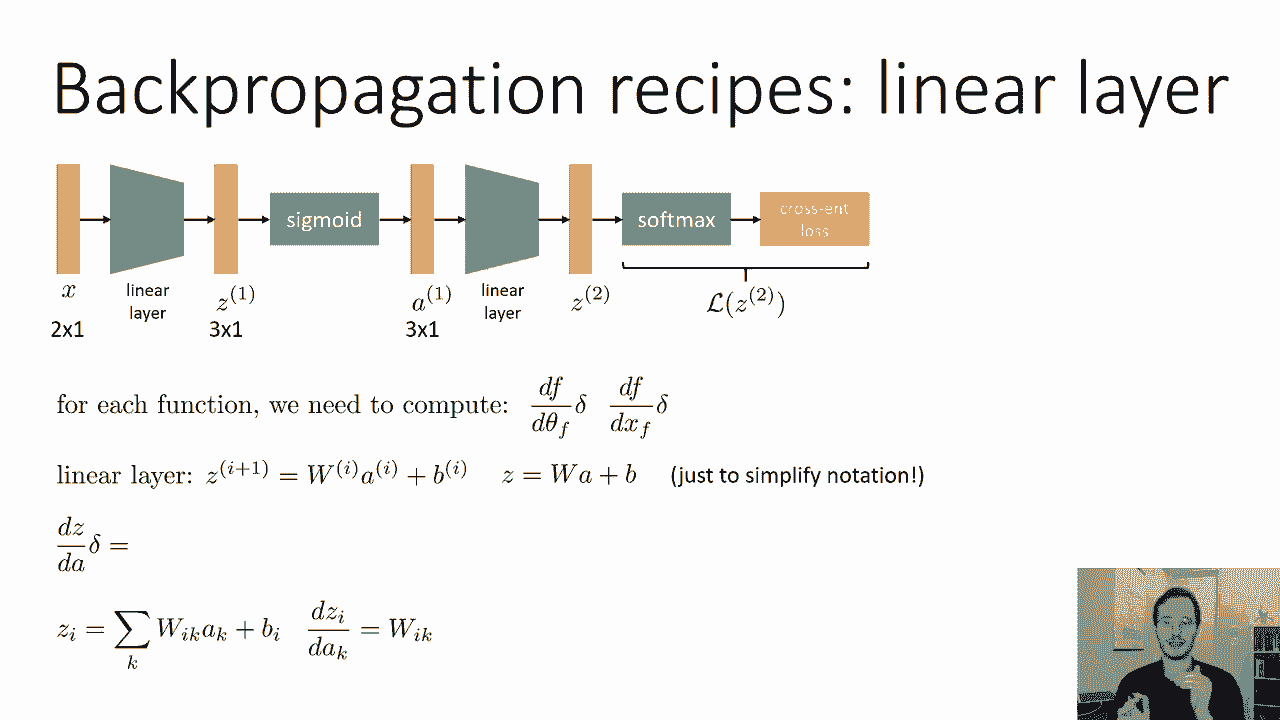 Backpropagation recipes: linear layer
sigmoid
softmax
cross-ent
loss
x
linear
layer
z^{(1)}
a^{(1)}
linear
layer
z^{(2)}
\mathcal{L}(z^{(2)})
2x1
3x1
3x1
for each function, we need to compute: \frac{df}{d\theta_f}\delta \frac{df}{dx_f}\delta
linear layer: z^{(i+1)} = W^{(i)}a^{(i)} + b^{(i)} z = Wa + b (just to simplify notation!)
\frac{dz}{da}\delta =
z_i = \sum_k W_{ik}a_k + b_i \frac{dz_i}{da_k} = W_{ik}